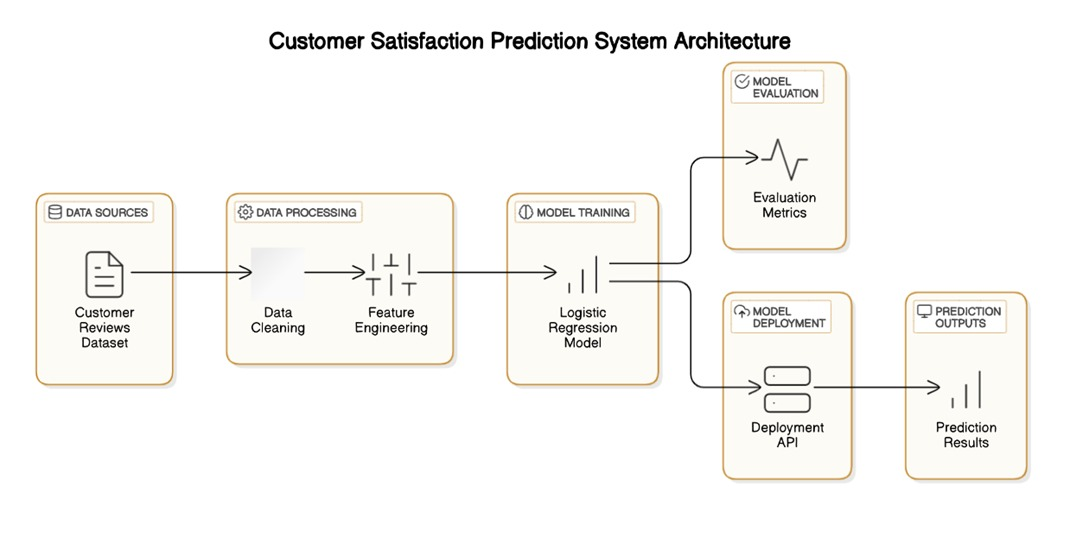 Customer Satisfaction Prediction System Architecture
MODEL
EVALUATION
Evaluation
Metrics
DATA SOURCES
Customer
Reviews
Dataset
DATA PROCESSING
Data
Cleaning
Feature
Engineering
MODEL TRAINING
Logistic
Regression
Model
MODEL
DEPLOYMENT
Deployment
API
PREDICTION
OUTPUTS
Prediction
Results